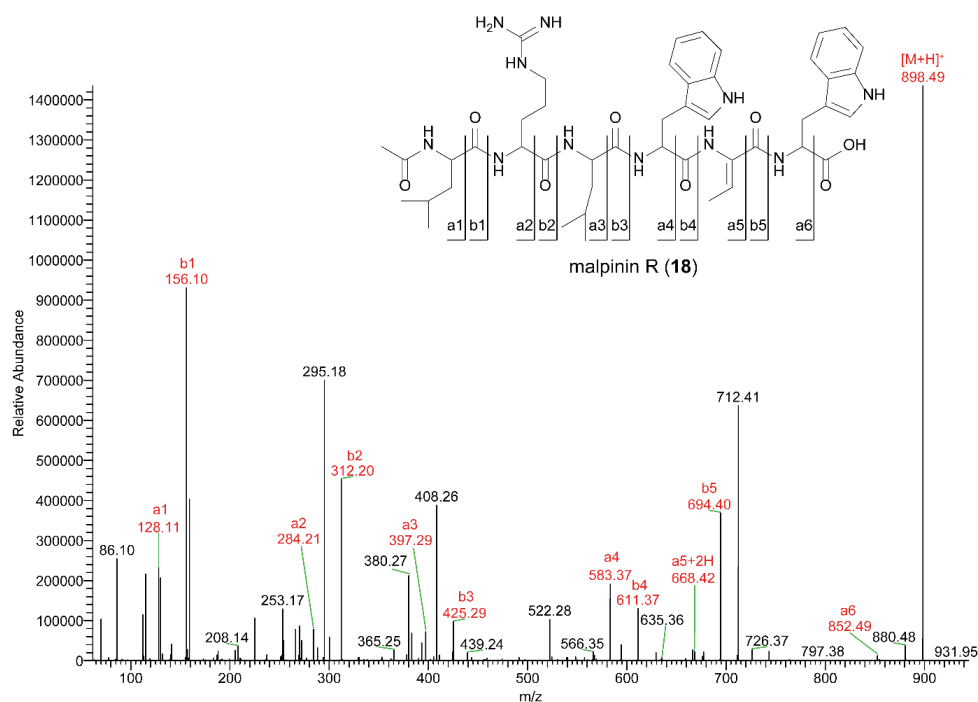 NH₂
NH
HN
H
N
O
O
N
H
O
H
N
O
N
H
NH
O
H
N
O
N
H
NH
O
OH
a1 b1 a2 b2 a3 b3 a4 b4 a5 b5 a6
malpinin R (18)
[M+H]⁺
898.49
1400000
1300000
1200000
1100000
1000000
900000
800000
700000
600000
500000
400000
300000
200000
100000
0
Relative Abundance
b1
156.10
295.18
712.41
b2
312.20
408.26
b5
694.40
a1
128.11
a2
284.21
a3
397.29
a4
583.37
a5+2H
668.42
86.10
380.27
b4
611.37
253.17
b3
425.29
522.28
635.36
a6
852.49
208.14
365.25
439.24
566.35
726.37
797.38
880.48
931.95
100 200 300 400 500 600 700 800 900
m/z